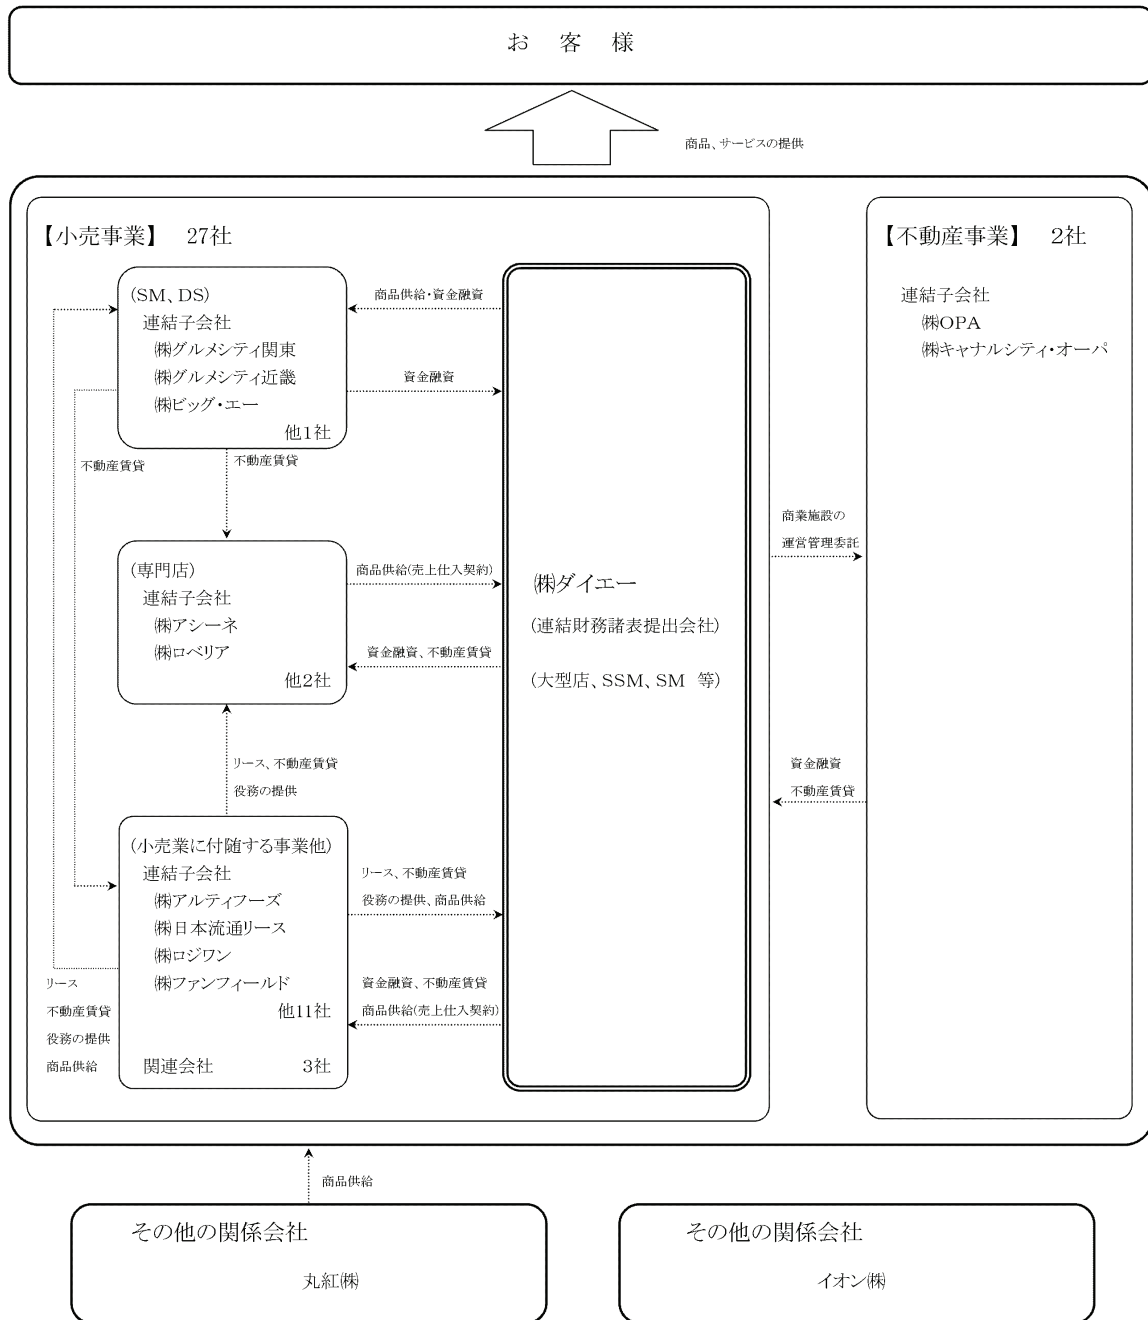 お 客 様
商品、サービスの提供
【小売事業】 27社
【不動産事業】 2社
(SM、DS)
連結子会社
㈱グルメシティ関東
㈱グルメシティ近畿
㈱ビッグ・エー
他1社
商品供給・資金融資
資金融資
連結子会社
㈱OPA
㈱キャナルシティ・オーパ
不動産賃貸
不動産賃貸
(専門店)
連結子会社
㈱アシーネ
㈱ロベリア
他2社
商品供給(売上仕入契約)
資金融資、不動産賃貸
㈱ダイエー
(連結財務諸表提出会社)
(大型店、SSM、SM 等)
商業施設の
運営管理委託
資金融資
不動産賃貸
リース、不動産賃貸
役務の提供
(小売業に付随する事業他)
連結子会社
㈱アルティフーズ
㈱日本流通リース
㈱ロジワン
㈱ファンフィールド
他11社
関連会社 3社
リース、不動産賃貸
役務の提供、商品供給
資金融資、不動産賃貸
商品供給(売上仕入契約)
リース
不動産賃貸
役務の提供
商品供給
商品供給
その他の関係会社
丸紅㈱
その他の関係会社
イオン㈱